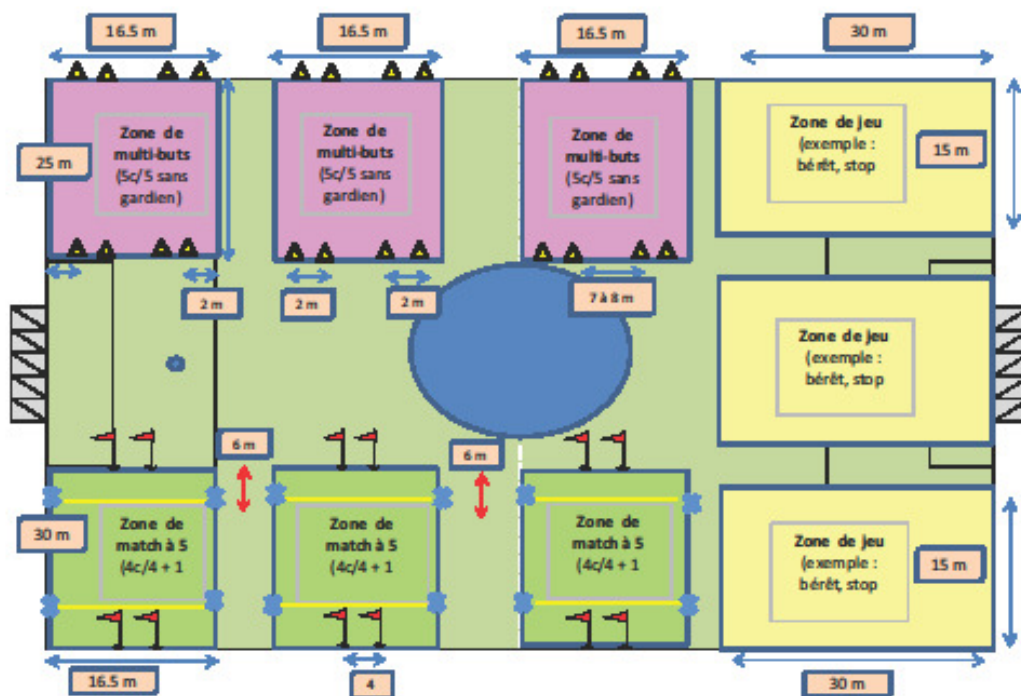 16.5 m
16.5 m
16.5 m
30 m
Zone de
multi-buts
(5c/5 sans
gardien)
Zone de
multi-buts
(5c/5 sans
gardien)
Zone de
multi-buts
(5c/5 sans
gardien)
Zone de jeu
(exemple :
bérêt, stop
25 m
15 m
2 m
2 m
2 m
7 à 8 m
Zone de jeu
(exemple :
bérêt, stop
6 m
6 m
30 m
Zone de
match à 5
(4c/4 + 1
Zone de
match à 5
(4c/4 + 1
Zone de
match à 5
(4c/4 + 1
Zone de jeu
(exemple :
bérêt, stop
15 m
16.5 m
4
30 m